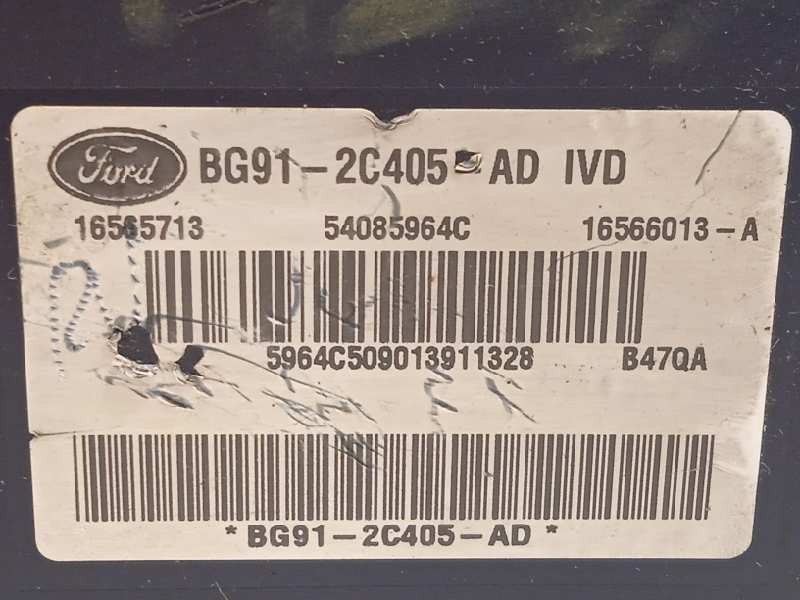 Ford BG91-2C405-AD IVD
16565713 54085964C 16566013-A
5964C509013911328 B47QA
*BG91-2C405-AD*